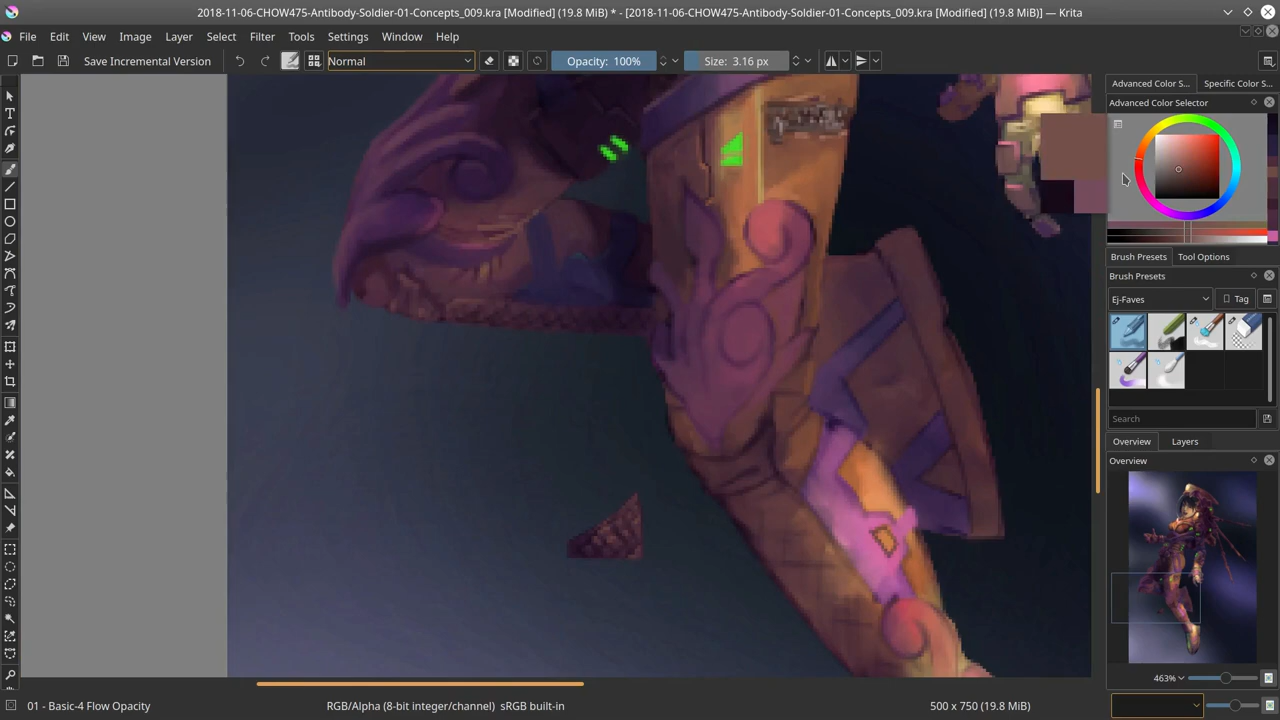 2018-11-06-CHOW475-Antibody-Soldier-01-Concepts_009.kra [Modified] (19.8 MiB) * - [2018-11-06-CHOW475-Antibody-Soldier-01-Concepts_009.kra [Modified] (19.8 MiB)] — Krita
File Edit View Image Layer Select Filter Tools Settings Window Help
Save Incremental Version Normal Opacity: 100% Size: 3.16 px
Advanced Color S... Specific Color S...
Advanced Color Selector
Brush Presets Tool Options
Brush Presets
Ej-Faves Tag
Search
Overview Layers
Overview
463%
01 - Basic-4 Flow Opacity RGB/Alpha (8-bit integer/channel) sRGB built-in 500 x 750 (19.8 MiB)